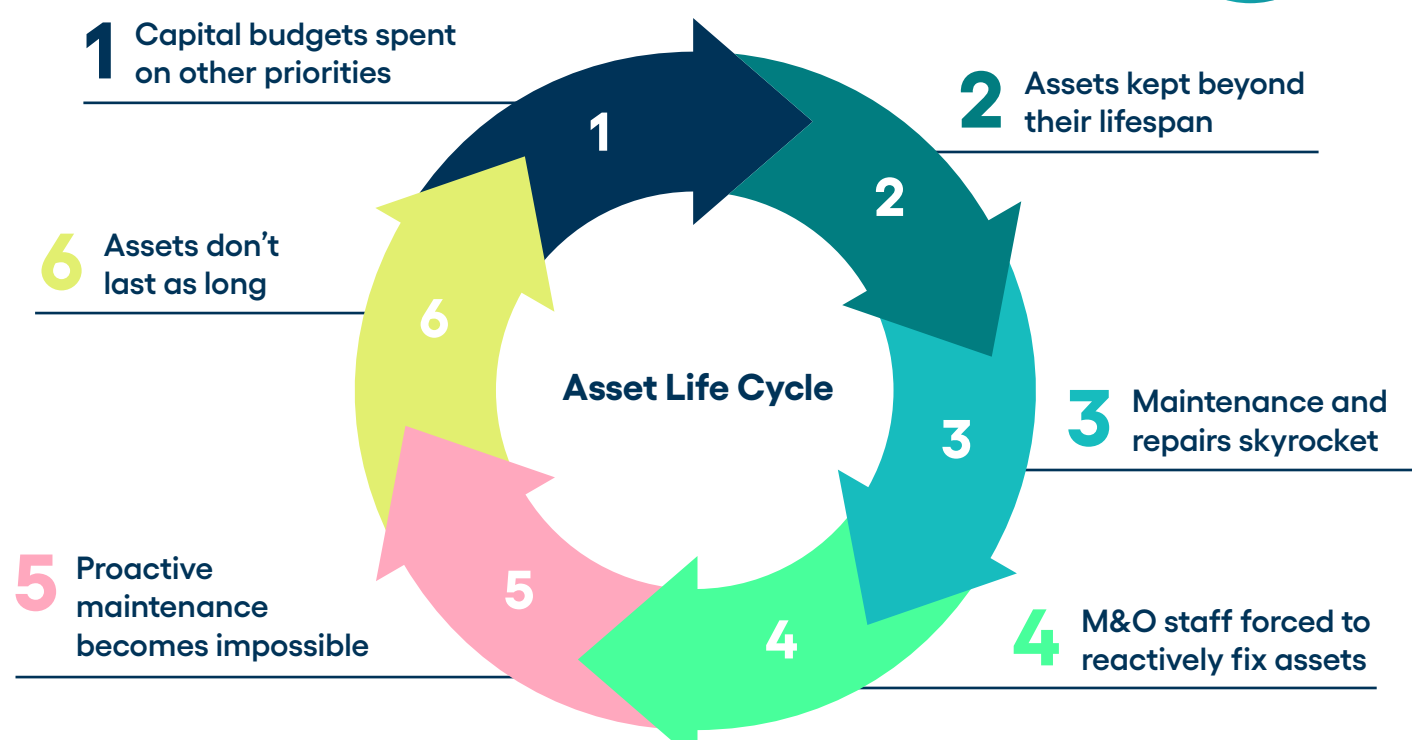 1 Capital budgets spent
on other priorities
2 Assets kept beyond
their lifespan
3 Maintenance and
repairs skyrocket
4 M&O staff forced to
reactively fix assets
5 Proactive
maintenance
becomes impossible
6 Assets don’t
last as long
Asset Life Cycle
1
2
3
4
5
6